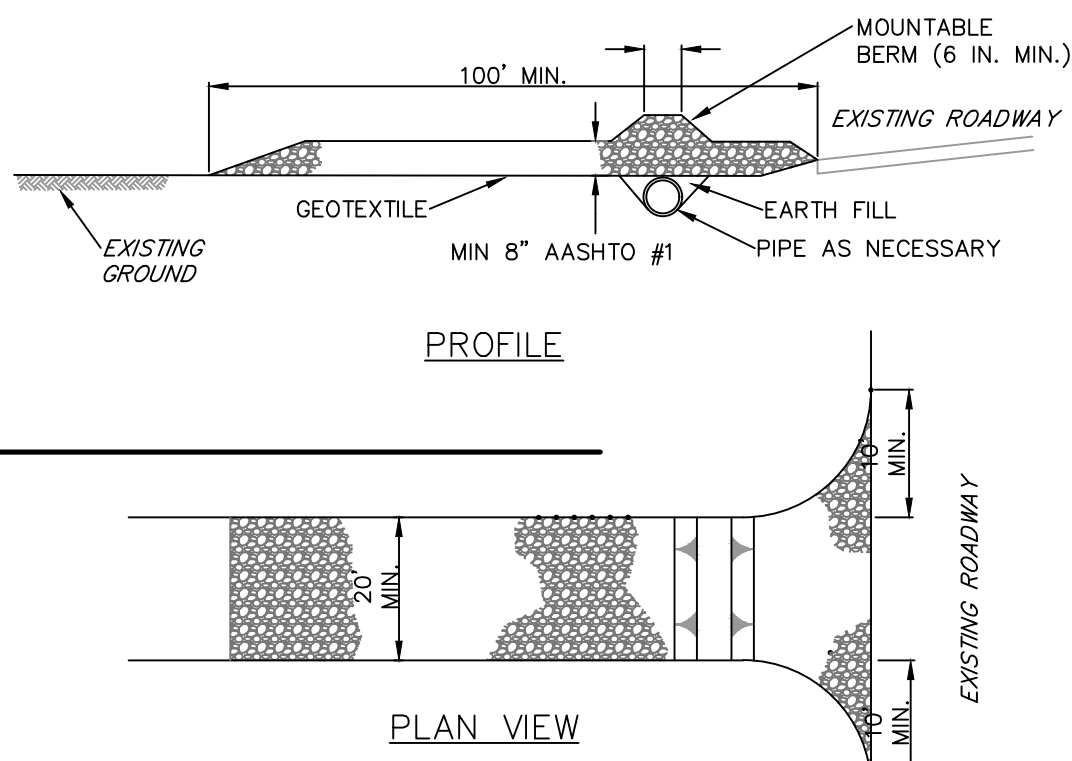 MOUNTABLE
BERM (6 IN. MIN.)
100' MIN.
EXISTING ROADWAY
GEOTEXTILE
EARTH FILL
EXISTING
GROUND
MIN 8" AASHTO #1
PIPE AS NECESSARY
PROFILE
10'
MIN.
EXISTING ROADWAY
20'
MIN.
10'
MIN.
PLAN VIEW